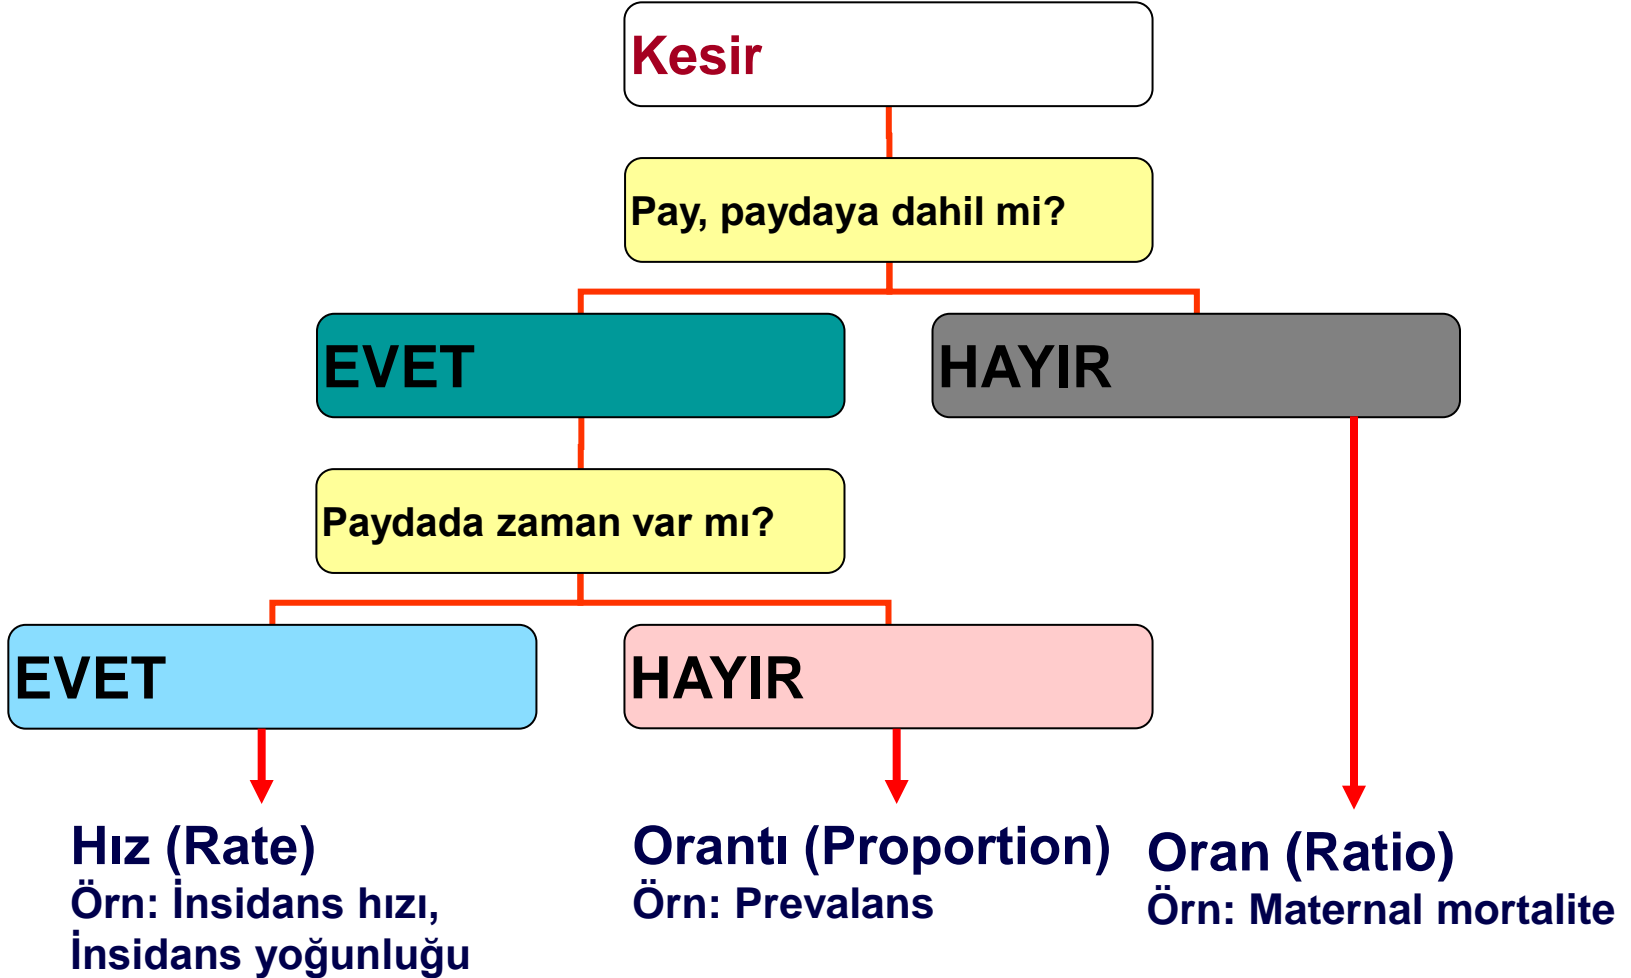 Kesir
Pay, paydaya dahil mi?
EVET
HAYIR
Paydada zaman var mı?
EVET
HAYIR
Hız (Rate)
Örn: İnsidans hızı,
İnsidans yoğunluğu
Orantı (Proportion)
Örn: Prevalans
Oran (Ratio)
Örn: Maternal mortalite